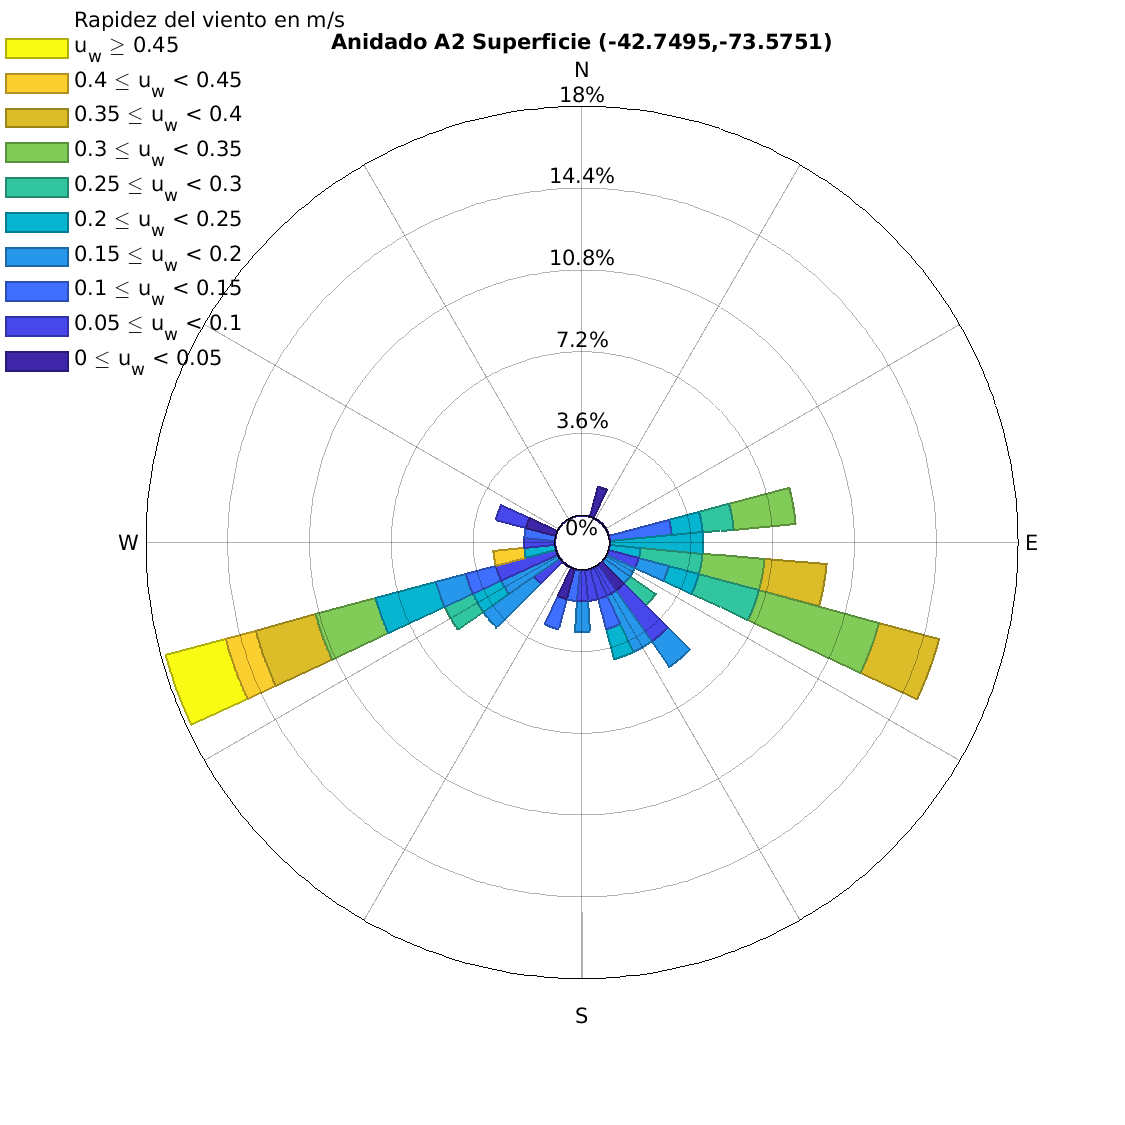 Rapidez del viento en m/s
u_w ≥ 0.45
0.4 ≤ u_w < 0.45
0.35 ≤ u_w < 0.4
0.3 ≤ u_w < 0.35
0.25 ≤ u_w < 0.3
0.2 ≤ u_w < 0.25
0.15 ≤ u_w < 0.2
0.1 ≤ u_w < 0.15
0.05 ≤ u_w < 0.1
0 ≤ u_w < 0.05
Anidado A2 Superficie (-42.7495,-73.5751)
N
18%
14.4%
10.8%
7.2%
3.6%
0%
W
E
S